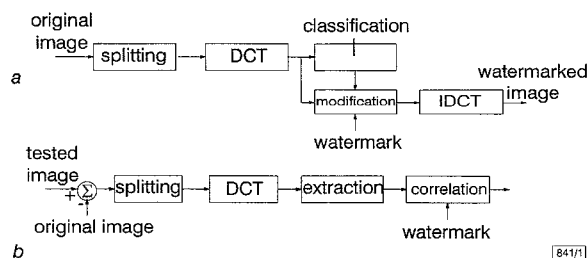 original
image
splitting
DCT
classification
modification
IDCT
watermarked
image
watermark
a
tested
image
+
-
Σ
splitting
DCT
extraction
correlation
original image
watermark
b
841/1